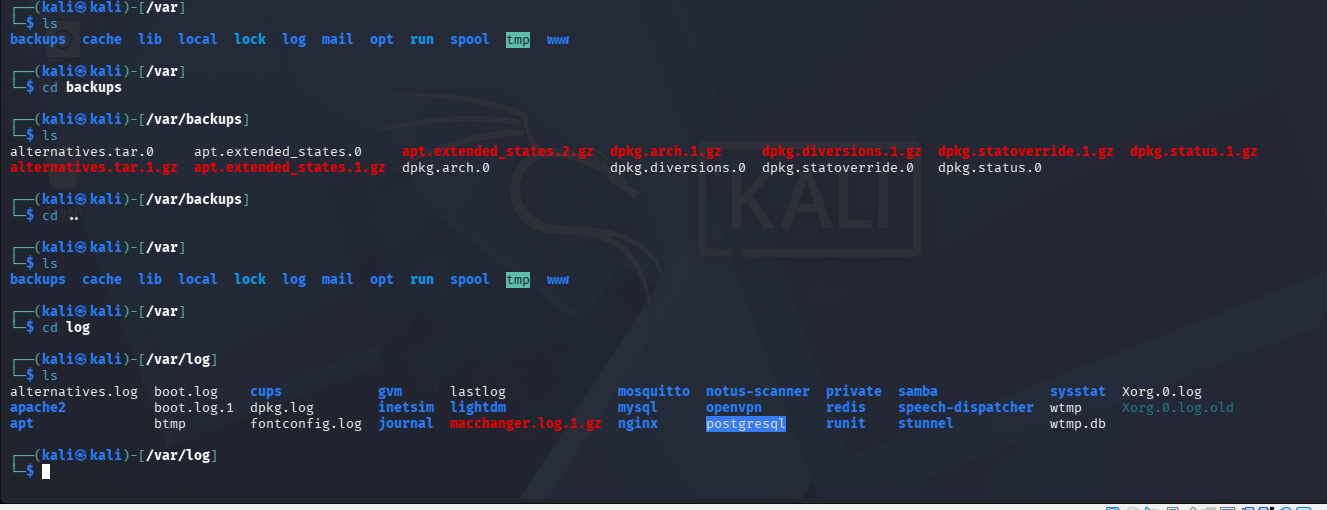 ┌──(kali㉿kali)-[/var]
└─$ ls
backups  cache  lib  local  lock  log  mail  opt  run  spool  tmp  www
┌──(kali㉿kali)-[/var]
└─$ cd backups
┌──(kali㉿kali)-[/var/backups]
└─$ ls
alternatives.tar.0     apt.extended_states.0     apt.extended_states.2.gz  dpkg.arch.1.gz     dpkg.diversions.1.gz  dpkg.statoverride.1.gz  dpkg.status.1.gz
alternatives.tar.1.gz  apt.extended_states.1.gz  dpkg.arch.0               dpkg.diversions.0  dpkg.statoverride.0   dpkg.status.0
┌──(kali㉿kali)-[/var/backups]
└─$ cd ..
┌──(kali㉿kali)-[/var]
└─$ ls
backups  cache  lib  local  lock  log  mail  opt  run  spool  tmp  www
┌──(kali㉿kali)-[/var]
└─$ cd log
┌──(kali㉿kali)-[/var/log]
└─$ ls
alternatives.log  boot.log    cups            gvm      lastlog              mosquitto  notus-scanner  private  samba              sysstat  Xorg.0.log
apache2           boot.log.1  dpkg.log        inetsim  lightdm              mysql      openvpn        redis    speech-dispatcher  wtmp     Xorg.0.log.old
apt               btmp        fontconfig.log  journal  macchanger.log.1.gz  nginx      postgresql     runit    stunnel            wtmp.db
┌──(kali㉿kali)-[/var/log]
└─$
KALI